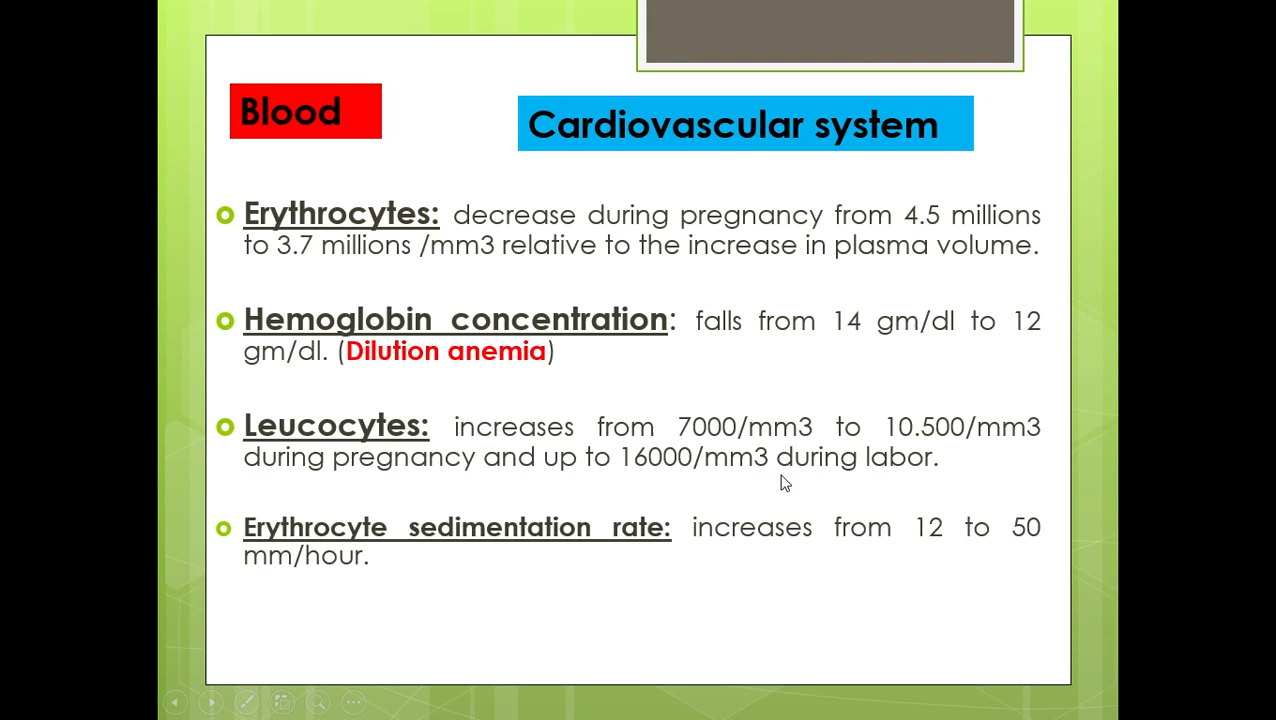 Blood
Cardiovascular system
Erythrocytes: decrease during pregnancy from 4.5 millions
to 3.7 millions /mm3 relative to the increase in plasma volume.
Hemoglobin concentration: falls from 14 gm/dl to 12
gm/dl. (Dilution anemia)
Leucocytes: increases from 7000/mm3 to 10.500/mm3
during pregnancy and up to 16000/mm3 during labor.
Erythrocyte sedimentation rate: increases from 12 to 50
mm/hour.